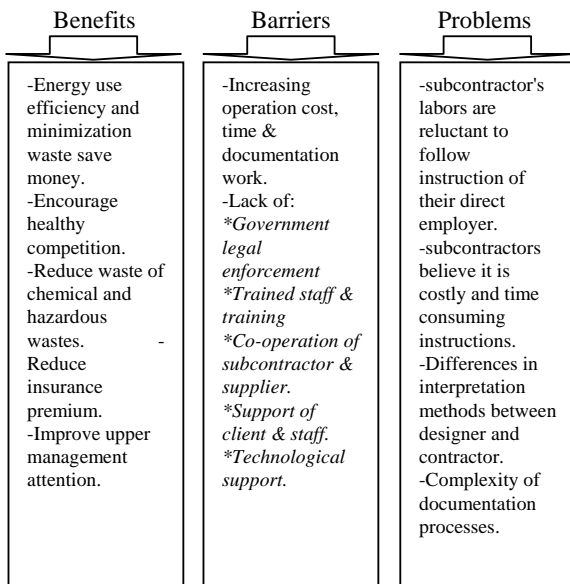 Benefits
-Energy use
efficiency and
minimization
waste save
money.
-Encourage
healthy
competition.
-Reduce waste of
chemical and
hazardous
wastes. -
Reduce
insurance
premium.
-Improve upper
management
attention.
Barriers
-Increasing
operation cost,
time &
documentation
work.
-Lack of:
*Government
legal
enforcement
*Trained staff &
training
*Co-operation of
subcontractor &
supplier.
*Support of
client & staff.
*Technological
support.
Problems
-subcontractor's
labors are
reluctant to
follow
instruction of
their direct
employer.
-subcontractors
believe it is
costly and time
consuming
instructions.
-Differences in
interpretation
methods between
designer and
contractor.
-Complexity of
documentation
processes.